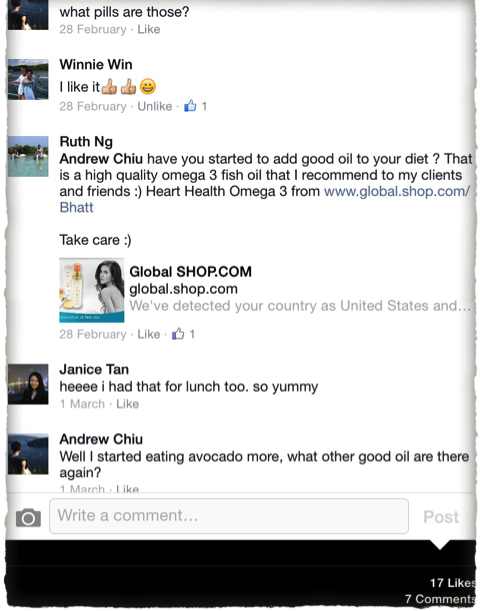 what pills are those?
28 February · Like
Winnie Win
I like it👍👍😀
28 February · Unlike · 👍 1
Ruth Ng
Andrew Chiu have you started to add good oil to your diet ? That
is a high quality omega 3 fish oil that I recommend to my clients
and friends :) Heart Health Omega 3 from www.global.shop.com/
Bhatt
Take care :)
Global SHOP.COM
global.shop.com
We've detected your country as United States and...
28 February · Like · 👍 1
Janice Tan
heeee i had that for lunch too. so yummy
1 March · Like
Andrew Chiu
Well I started eating avocado more, what other good oil are there
again?
1 March · Like
Write a comment...
Post
17 Likes
7 Comments